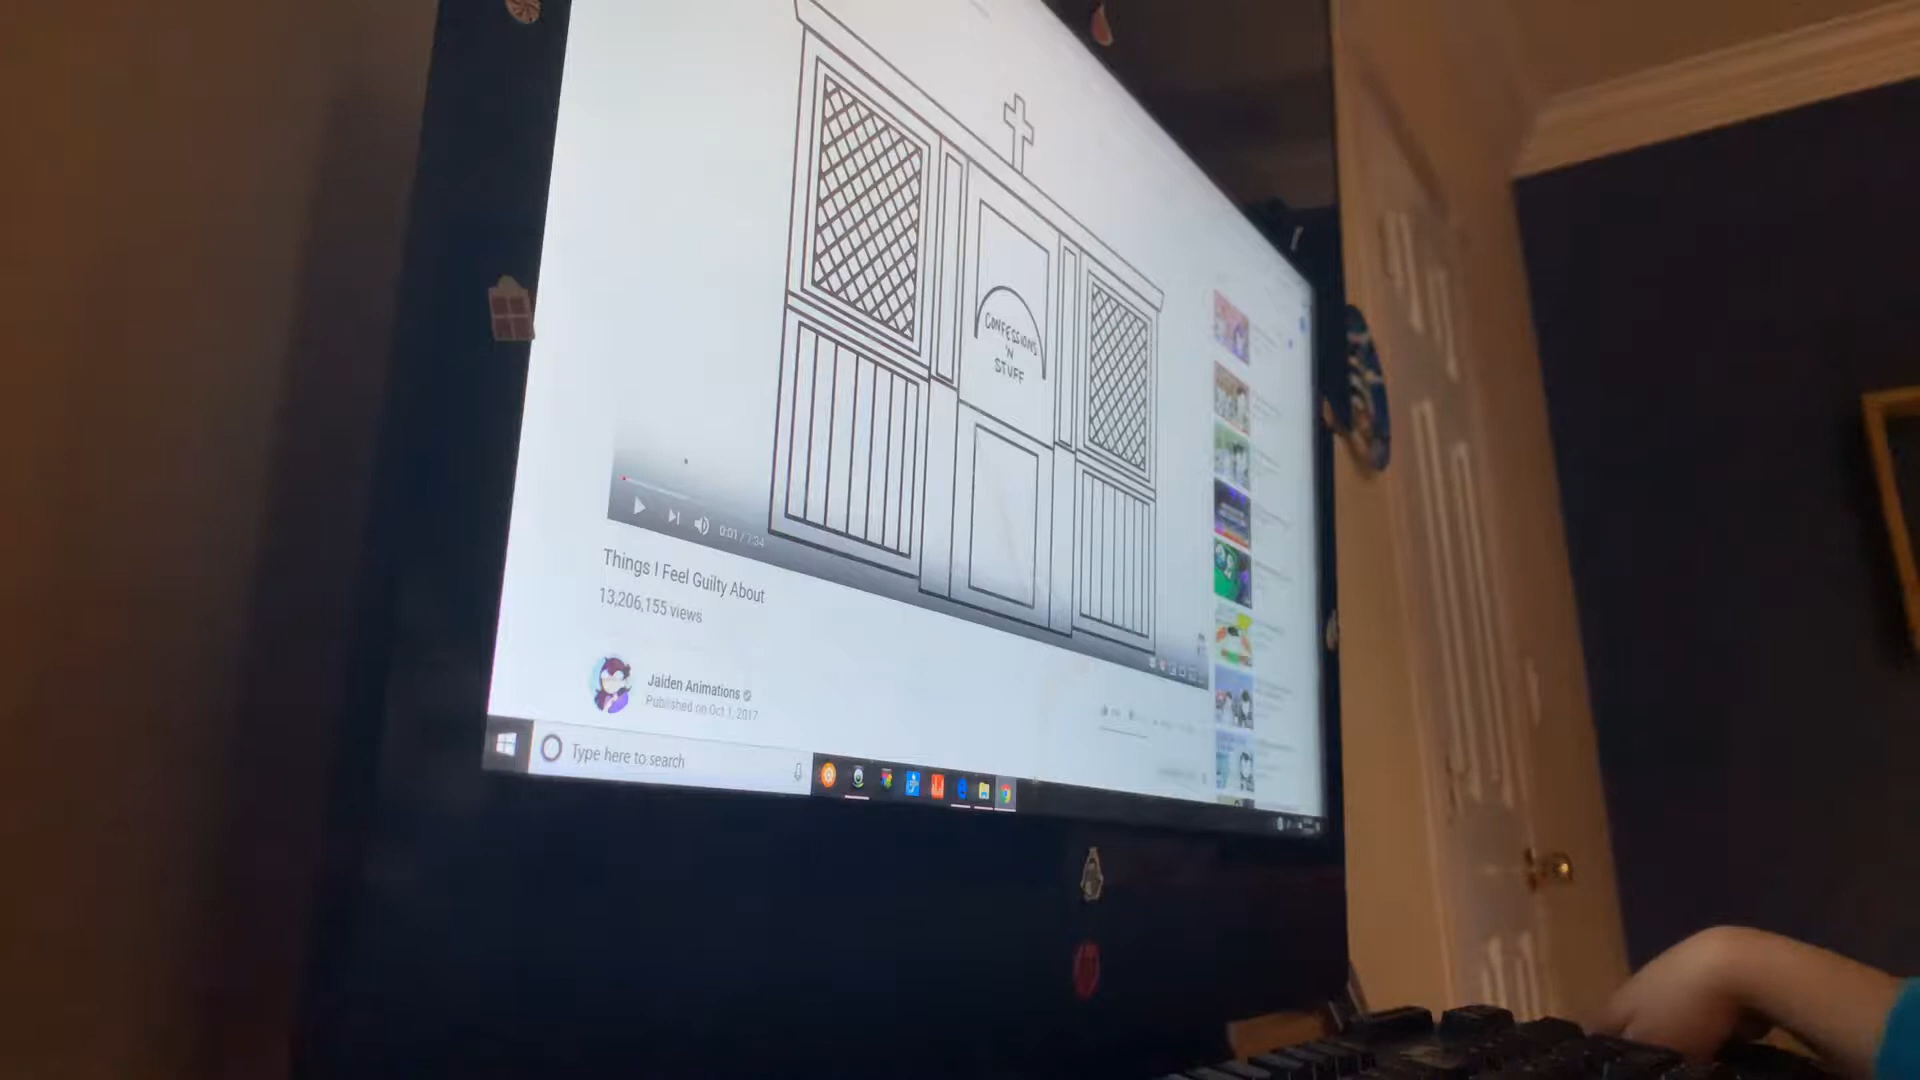 CONFESSIONS
'N
STUFF
0:01 / 7:34
Things I Feel Guilty About
13,206,155 views
Jaiden Animations
Published on Oct 1, 2017
Type here to search